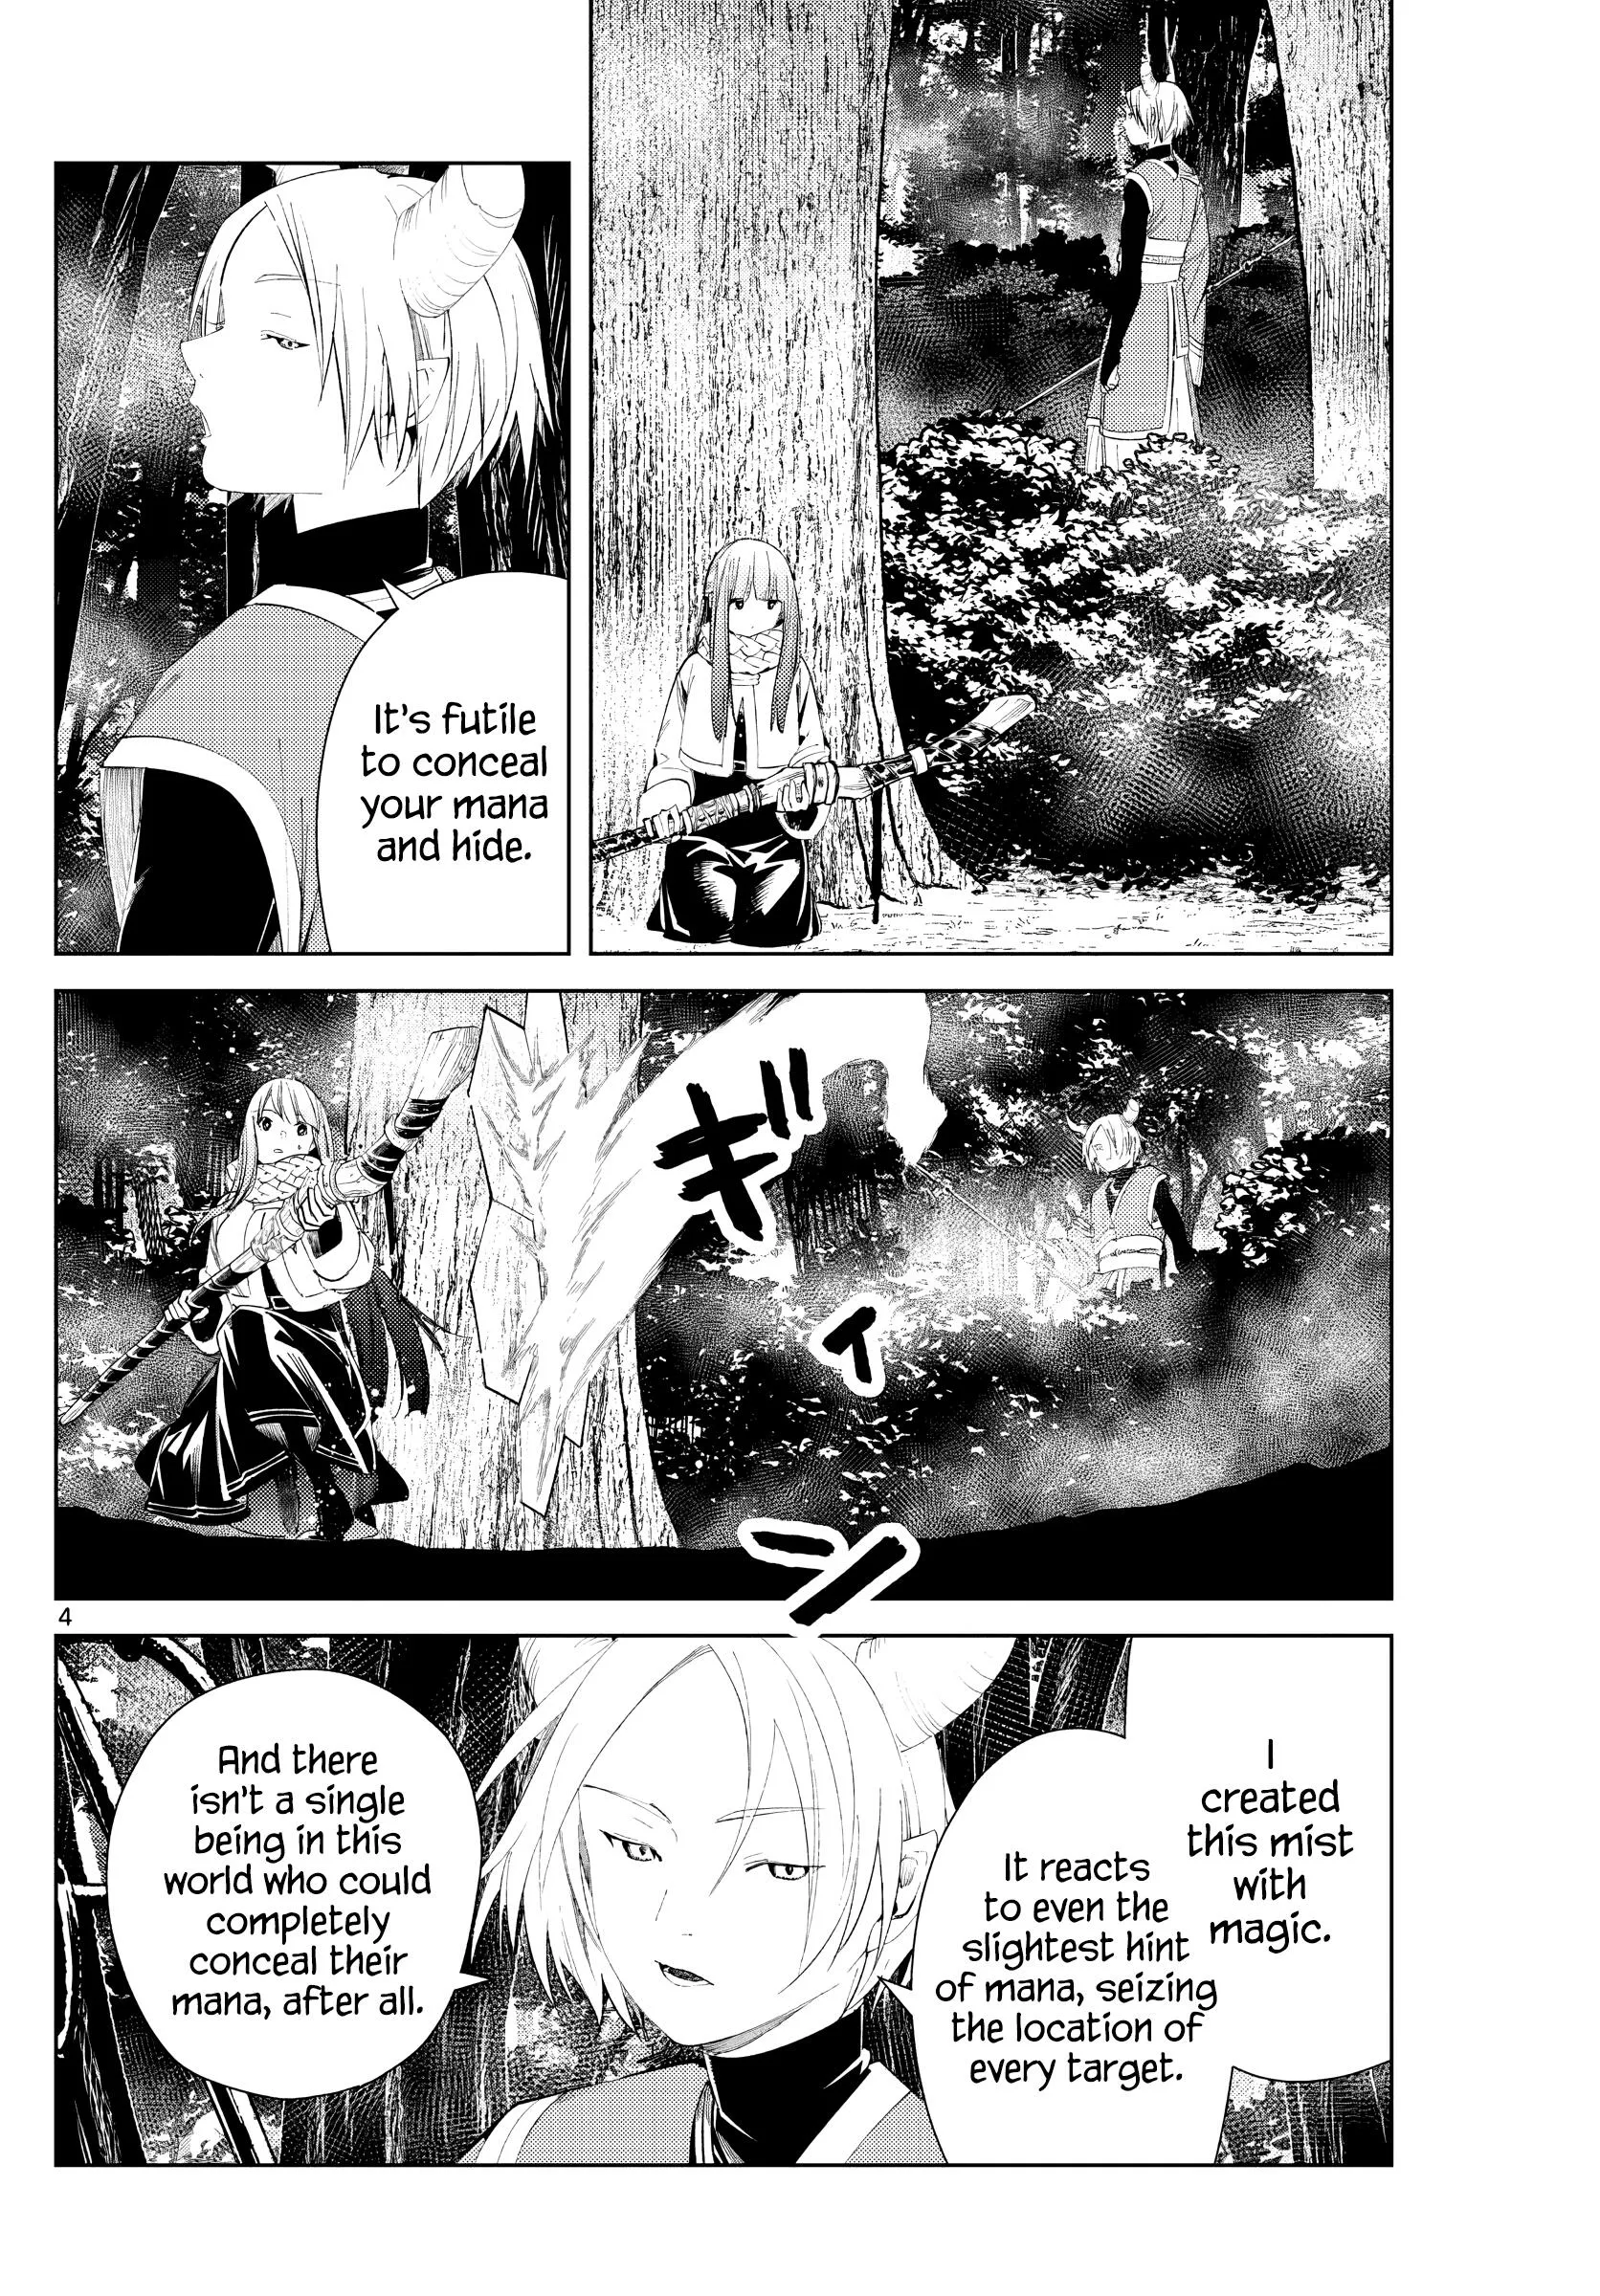 It's futile
to conceal
your mana
and hide.
ギ
イ
ン
4
I
created
this mist
with
magic.
It reacts
to even the
slightest hint
of mana, seizing
the location of
every target.
And there
isn't a single
being in this
world who could
completely
conceal their
mana, after all.